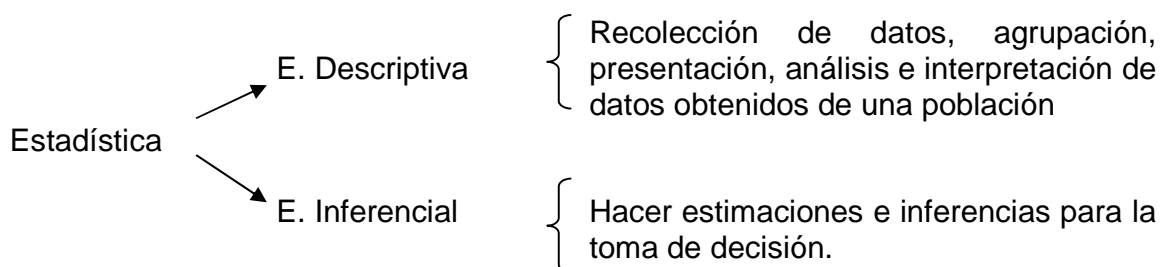 Recolección de datos, agrupación,
E. Descriptiva presentación, análisis e interpretación de
datos obtenidos de una población
Estadística
E. Inferencial Hacer estimaciones e inferencias para la
toma de decisión.